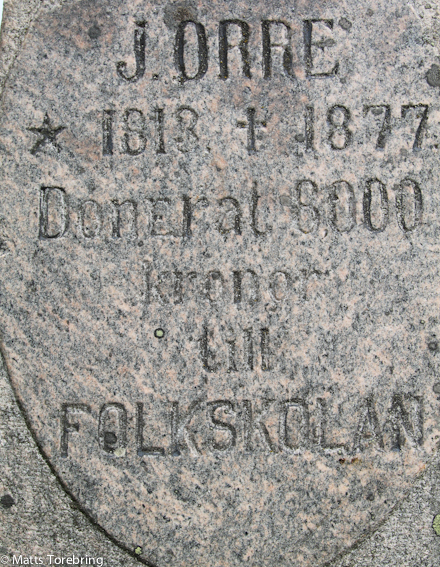 J. ORRE
★ 1813. ✝ 1877.
Donerat 8000
kronor
till
FOLKSKOLAN
© Matts Torebring